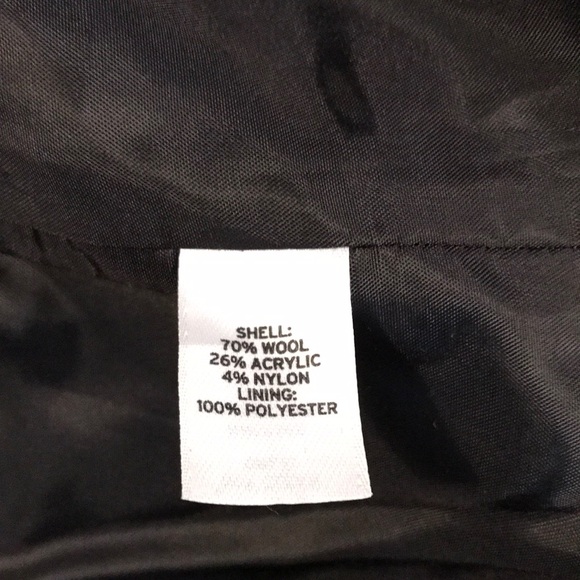 SHELL:
70% WOOL
26% ACRYLIC
4% NYLON
LINING:
100% POLYESTER